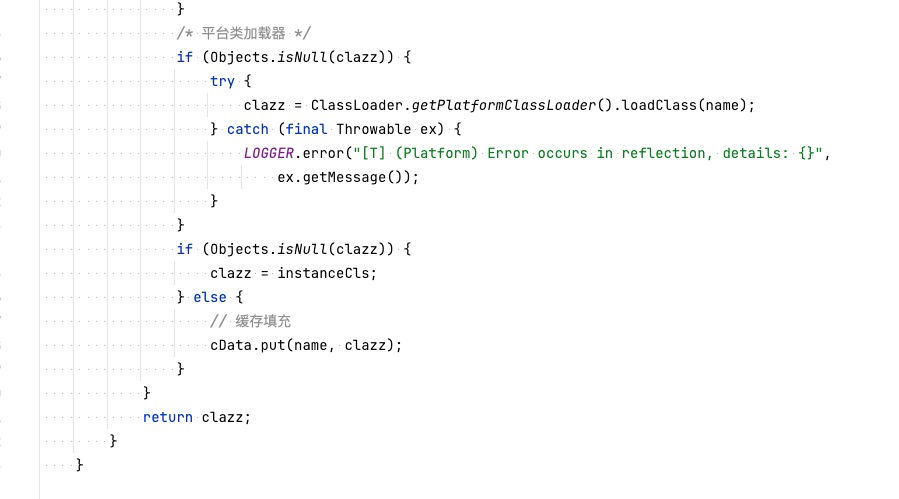 }
/* 平台类加载器 */
if (Objects.isNull(clazz)) {
try {
clazz = ClassLoader.getPlatformClassLoader().loadClass(name);
} catch (final Throwable ex) {
LOGGER.error("[T] (Platform) Error occurs in reflection, details: {}",
ex.getMessage());
}
}
if (Objects.isNull(clazz)) {
clazz = instanceCls;
} else {
// 缓存填充
cData.put(name, clazz);
}
}
return clazz;
}
}